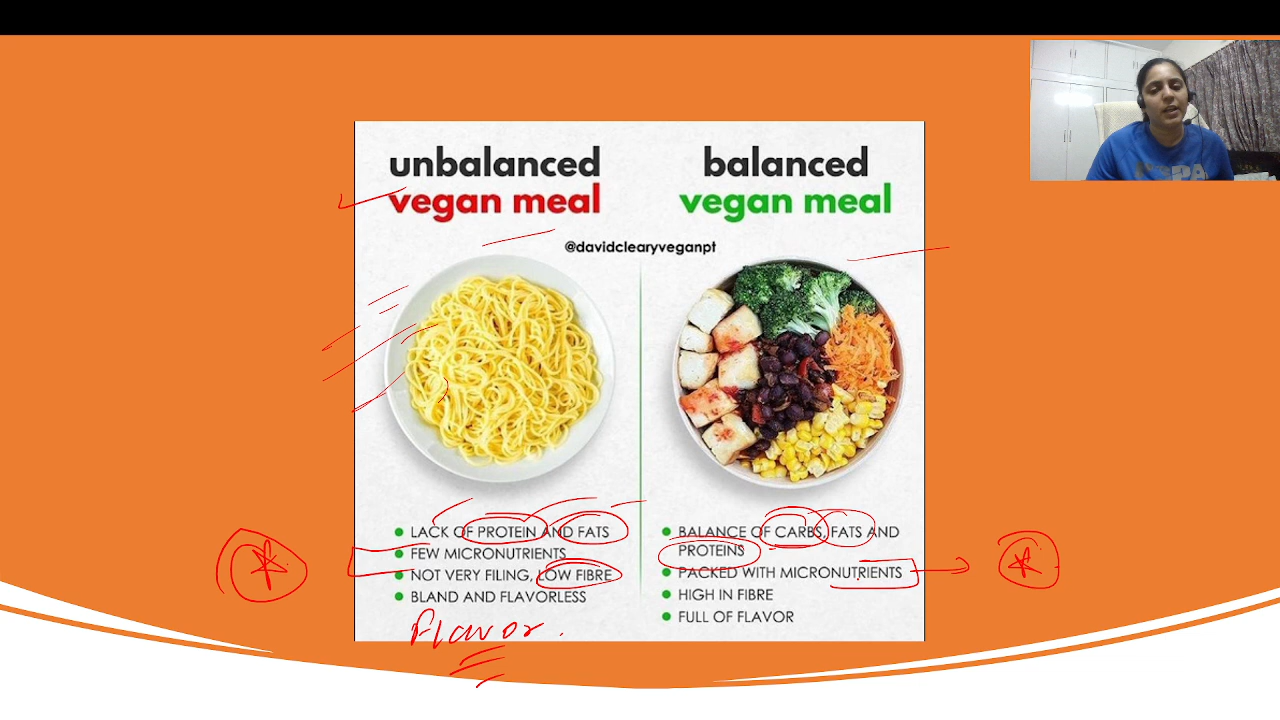 unbalanced
vegan meal
balanced
vegan meal
@davidclearyveganpt
LACK OF PROTEIN AND FATS
FEW MICRONUTRIENTS
NOT VERY FILING, LOW FIBRE
BLAND AND FLAVORLESS
Flavor.
BALANCE OF CARBS, FATS AND
PROTEINS
PACKED WITH MICRONUTRIENTS
HIGH IN FIBRE
FULL OF FLAVOR